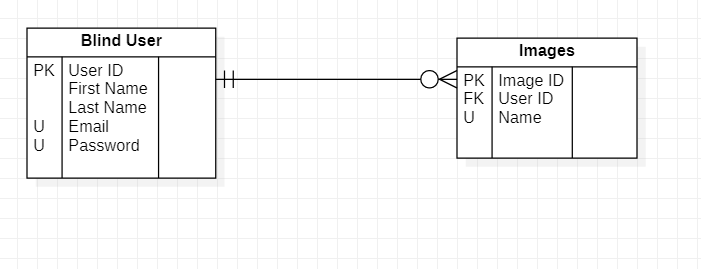 Blind User
PK User ID
First Name
Last Name
U Email
U Password
Images
PK Image ID
FK User ID
U Name